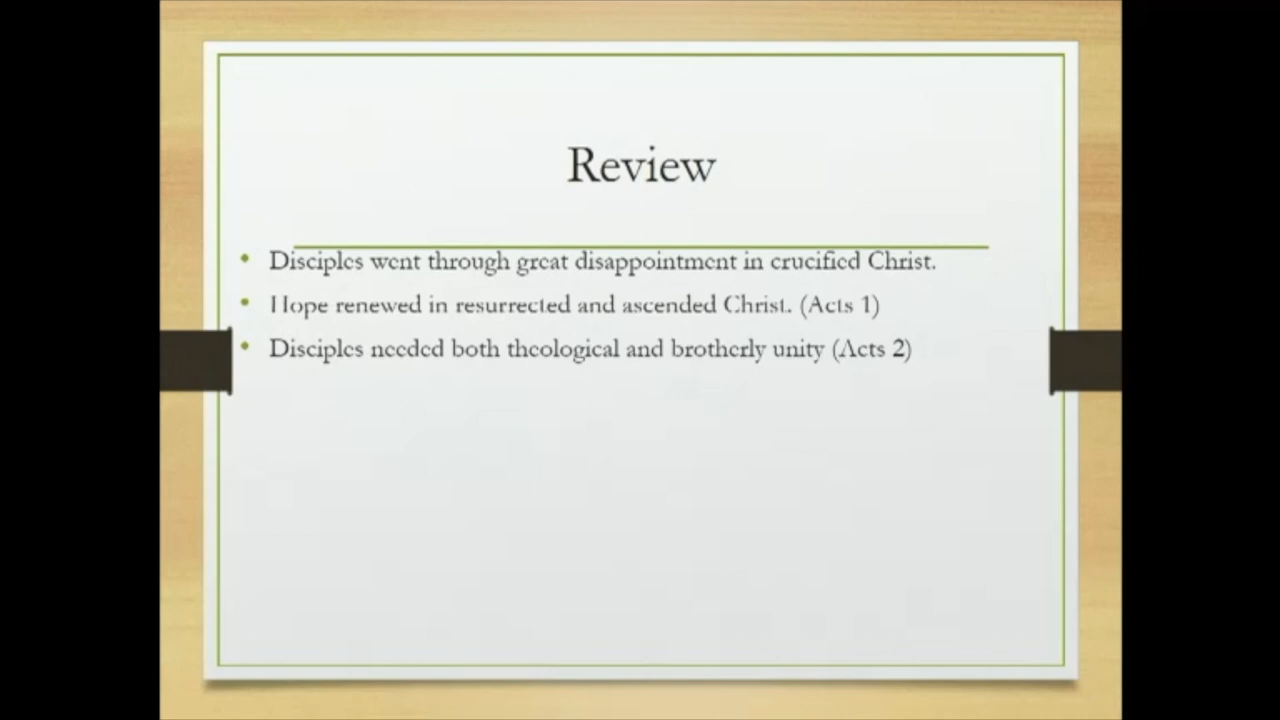 Review
• Disciples went through great disappointment in crucified Christ.
• Hope renewed in resurrected and ascended Christ. (Acts 1)
• Disciples needed both theological and brotherly unity (Acts 2)